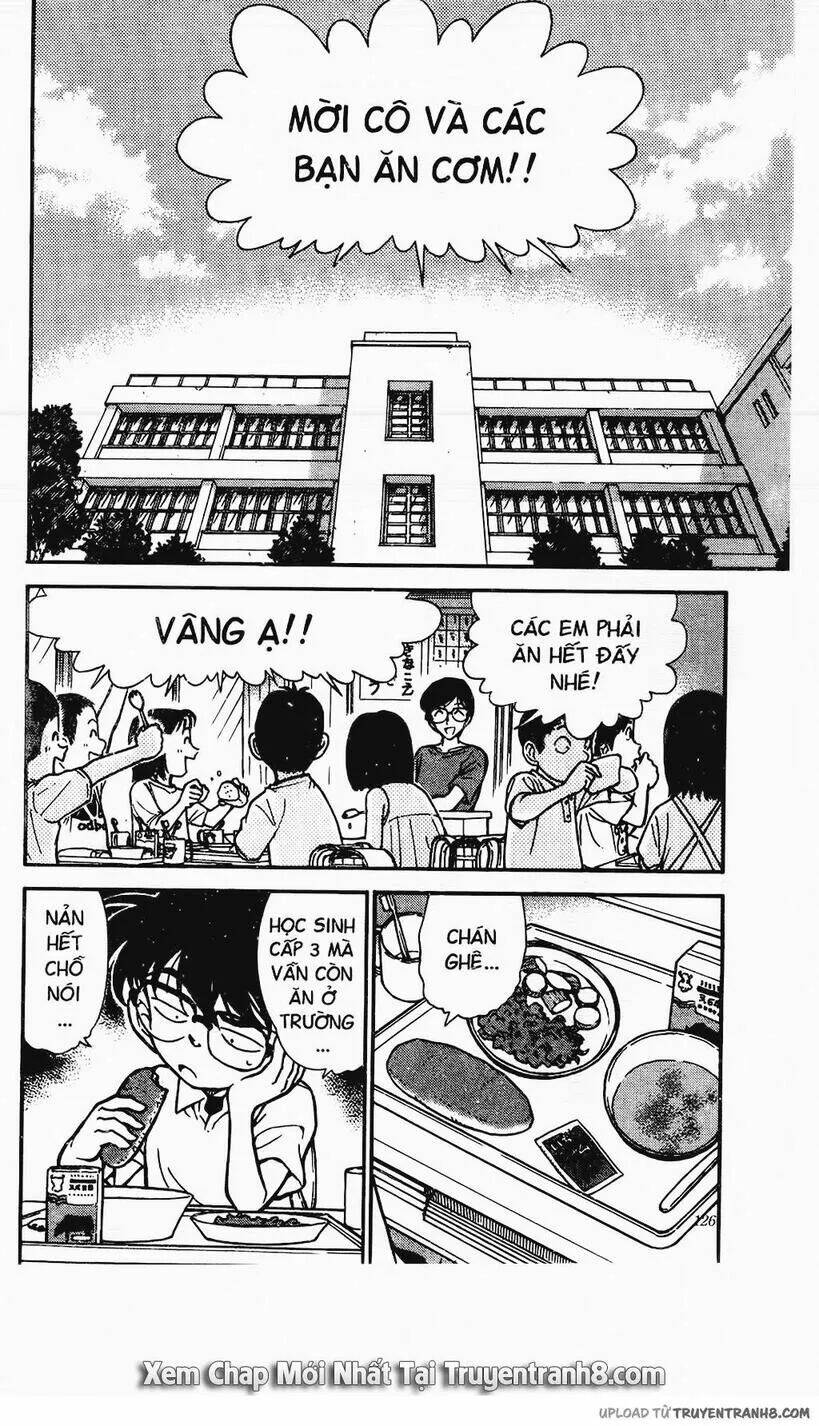 MỜI CÔ VÀ CÁC
BẠN ĂN CƠM!!
VÂNG Ạ!!
CÁC EM PHẢI
ĂN HẾT ĐẤY
NHÉ!
HỌC SINH
CẤP 3 MÀ
VẪN CÒN
ĂN Ở
TRƯỜNG
...
NẢN
HẾT
CHỖ
NÓI
...
CHÁN
GHÊ...
126
Xem Chap Mới Nhất Tại Truyentranh8.com
UPLOAD TỪ TRUYENTRANH8.COM